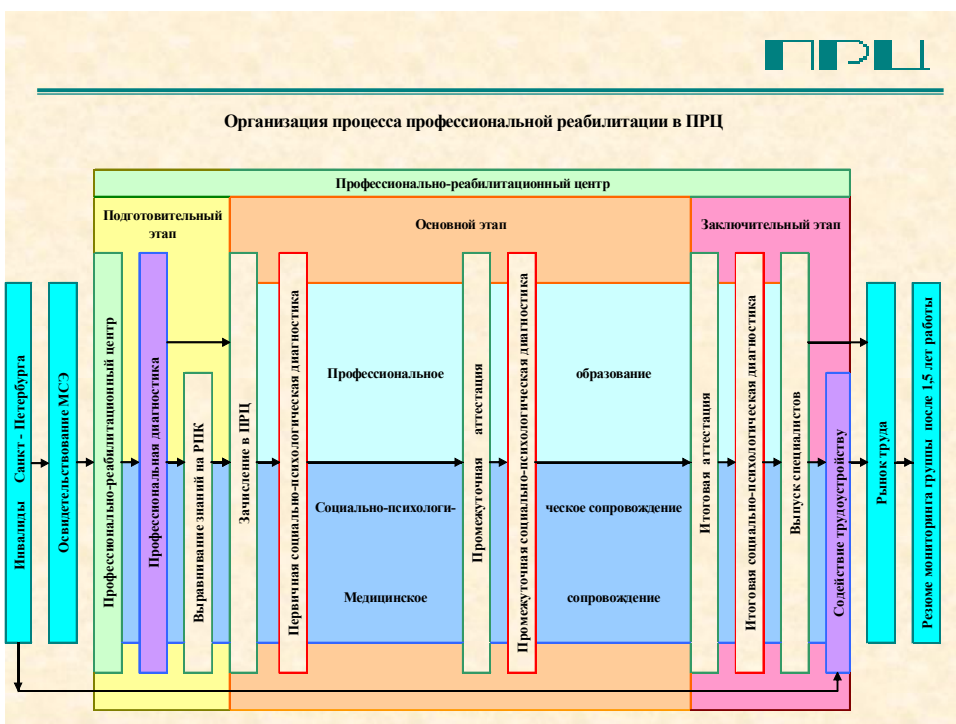 ПРЦ
Организация процесса профессиональной реабилитации в ПРЦ
Профессионально-реабилитационный центр
Подготовительный
этап
Основной этап
Заключительный этап
Инвалиды Санкт - Петербурга
Освидетельствование МСЭ
Профессионально-реабилитационный центр
Профессиональная диагностика
Выравнивание знаний на РПК
Зачисление в ПРЦ
Первичная социально-психологическая диагностика
Профессиональное
Социально-психологи-
Медицинское
Промежуточная аттестация
Промежуточная социально-психологическая диагностика
образование
ческое сопровождение
сопровождение
Итоговая аттестация
Итоговая социально-психологическая диагностика
Выпуск специалистов
Содействие трудоустройству
Рынок труда
Резюме мониторинга группы после 1,5 лет работы